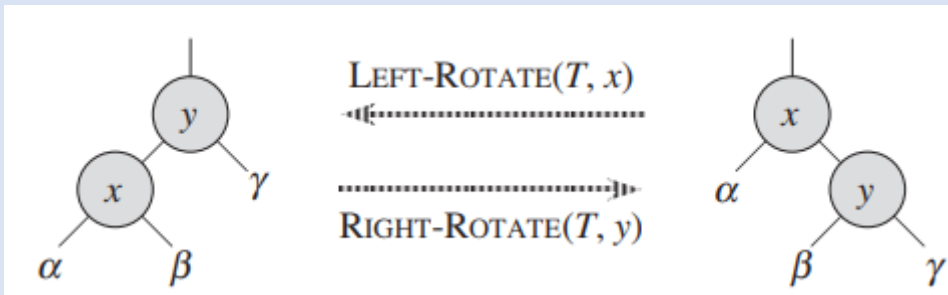 LEFT-ROTATE(T, x)
y
x
x
γ
α
y
RIGHT-ROTATE(T, y)
α
β
β
γ